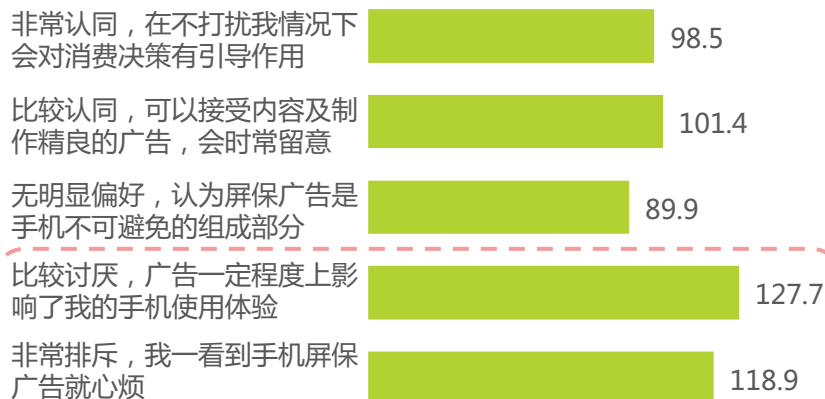 非常认同，在不打扰我情况下
会对消费决策有引导作用
98.5
比较认同，可以接受内容及制
作精良的广告，会时常留意
101.4
无明显偏好，认为屏保广告是
手机不可避免的组成部分
89.9
比较讨厌，广告一定程度上影
响了我的手机使用体验
127.7
非常排斥，我一看到手机屏保
广告就心烦
118.9